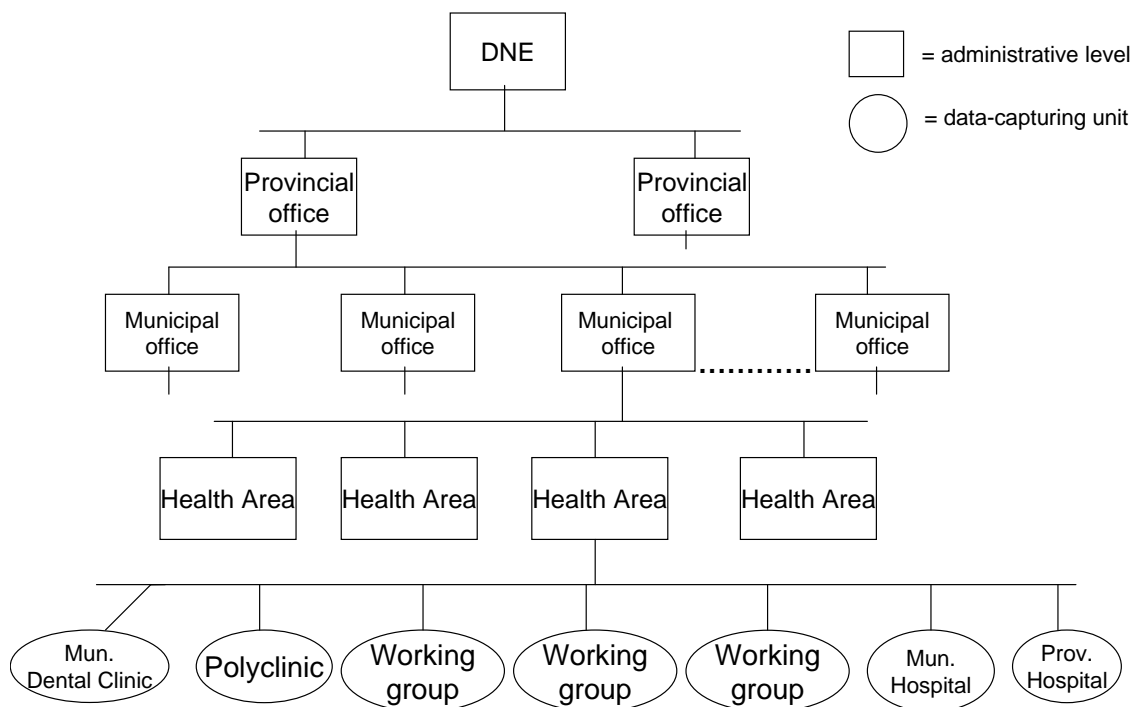 DNE
= administrative level
= data-capturing unit
Provincial
office
Provincial
office
Municipal
office
Municipal
office
Municipal
office
Municipal
office
Health Area
Health Area
Health Area
Health Area
Mun.
Dental Clinic
Polyclinic
Working
group
Working
group
Working
group
Mun.
Hospital
Prov.
Hospital